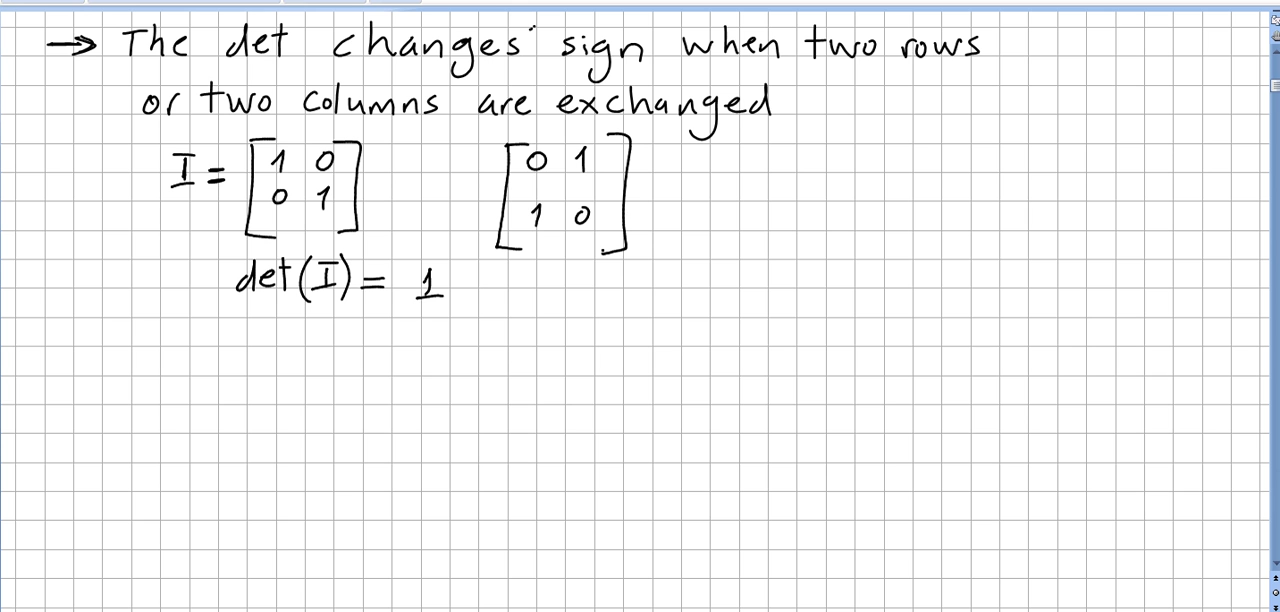 → The det changes sign when two rows
or two columns are exchanged
I = [1 0      [0 1]
0 1]      1 0]
det(I) = 1